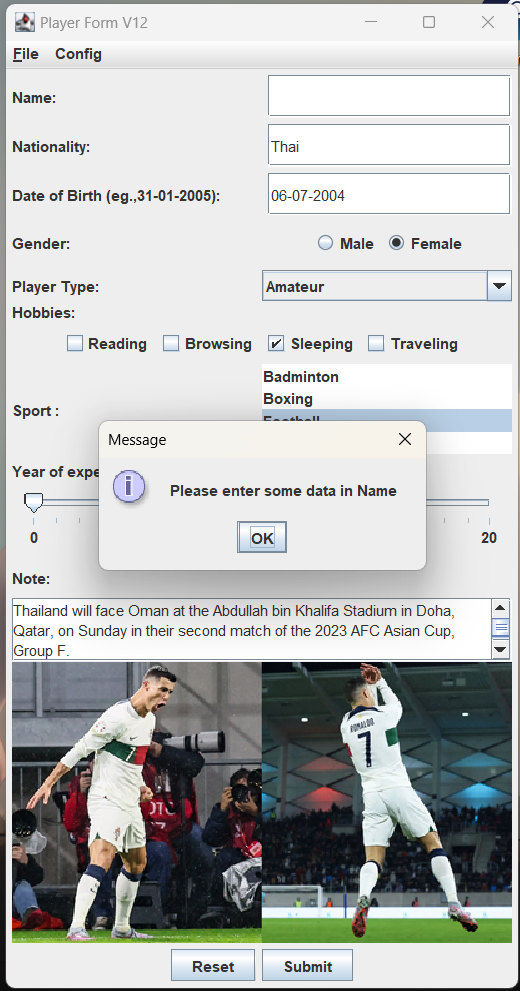 Player Form V12
File Config
Name:
Nationality: Thai
Date of Birth (eg.,31-01-2005): 06-07-2004
Gender: Male Female
Player Type: Amateur
Hobbies:
Reading Browsing Sleeping Traveling
Badminton
Boxing
Sport :
Football
Message
Year of expe
Please enter some data in Name
OK
0 20
Note:
Thailand will face Oman at the Abdullah bin Khalifa Stadium in Doha,
Qatar, on Sunday in their second match of the 2023 AFC Asian Cup,
Group F.
RONALDO
7
7
Reset Submit